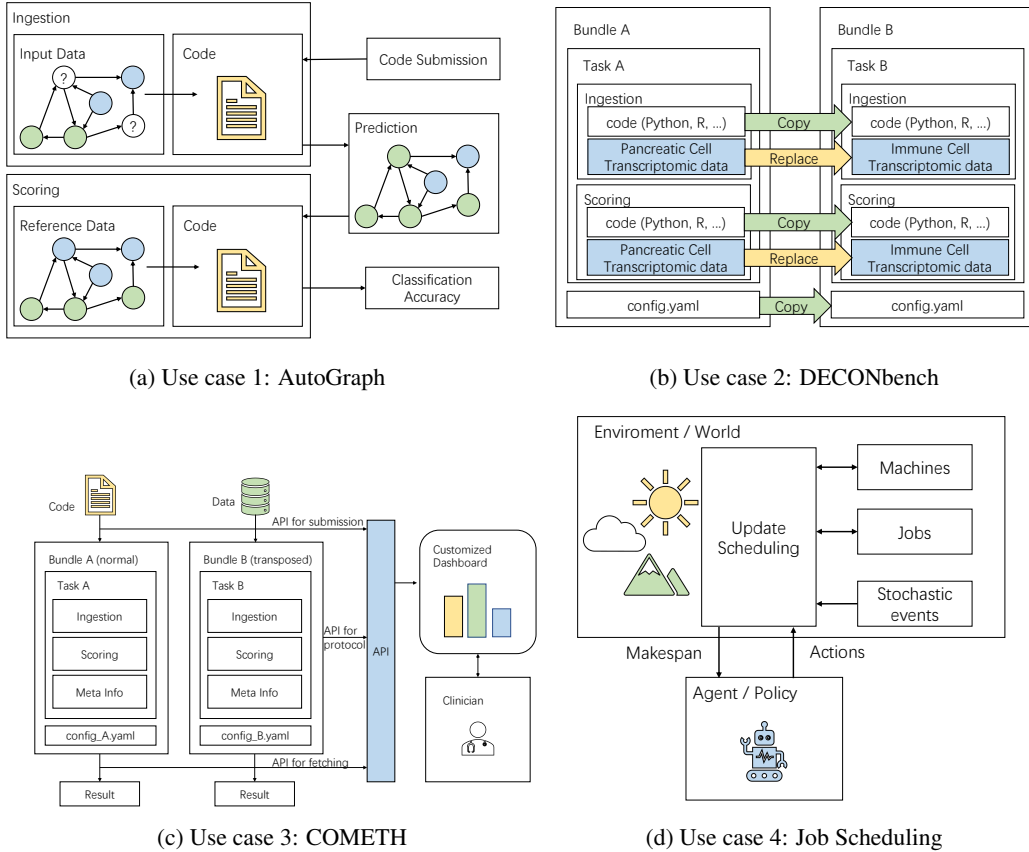 Ingestion
Input Data
Code
?
?
Code Submission
Prediction
Scoring
Reference Data
Code
Classification
Accuracy
(a) Use case 1: AutoGraph
Bundle A
Bundle B
Task A
Task B
Ingestion
Ingestion
code (Python, R, ...)
Copy
code (Python, R, ...)
Pancreatic Cell
Transcriptomic data
Replace
Immune Cell
Transcriptomic data
Scoring
Scoring
code (Python, R, ...)
Copy
code (Python, R, ...)
Pancreatic Cell
Transcriptomic data
Replace
Immune Cell
Transcriptomic data
config.yaml
Copy
config.yaml
(b) Use case 2: DECONbench
Code
Data
API for submission
Bundle A (normal)
Bundle B (transposed)
Task A
Task B
Ingestion
Ingestion
Scoring
Scoring
Meta Info
Meta Info
config_A.yaml
config_B.yaml
API for
protocol
API
API for fetching
Result
Result
Customized
Dashboard
Clinician
(c) Use case 3: COMETH
Enviroment / World
Update
Scheduling
Machines
Jobs
Stochastic
events
Makespan
Actions
Agent / Policy
(d) Use case 4: Job Scheduling